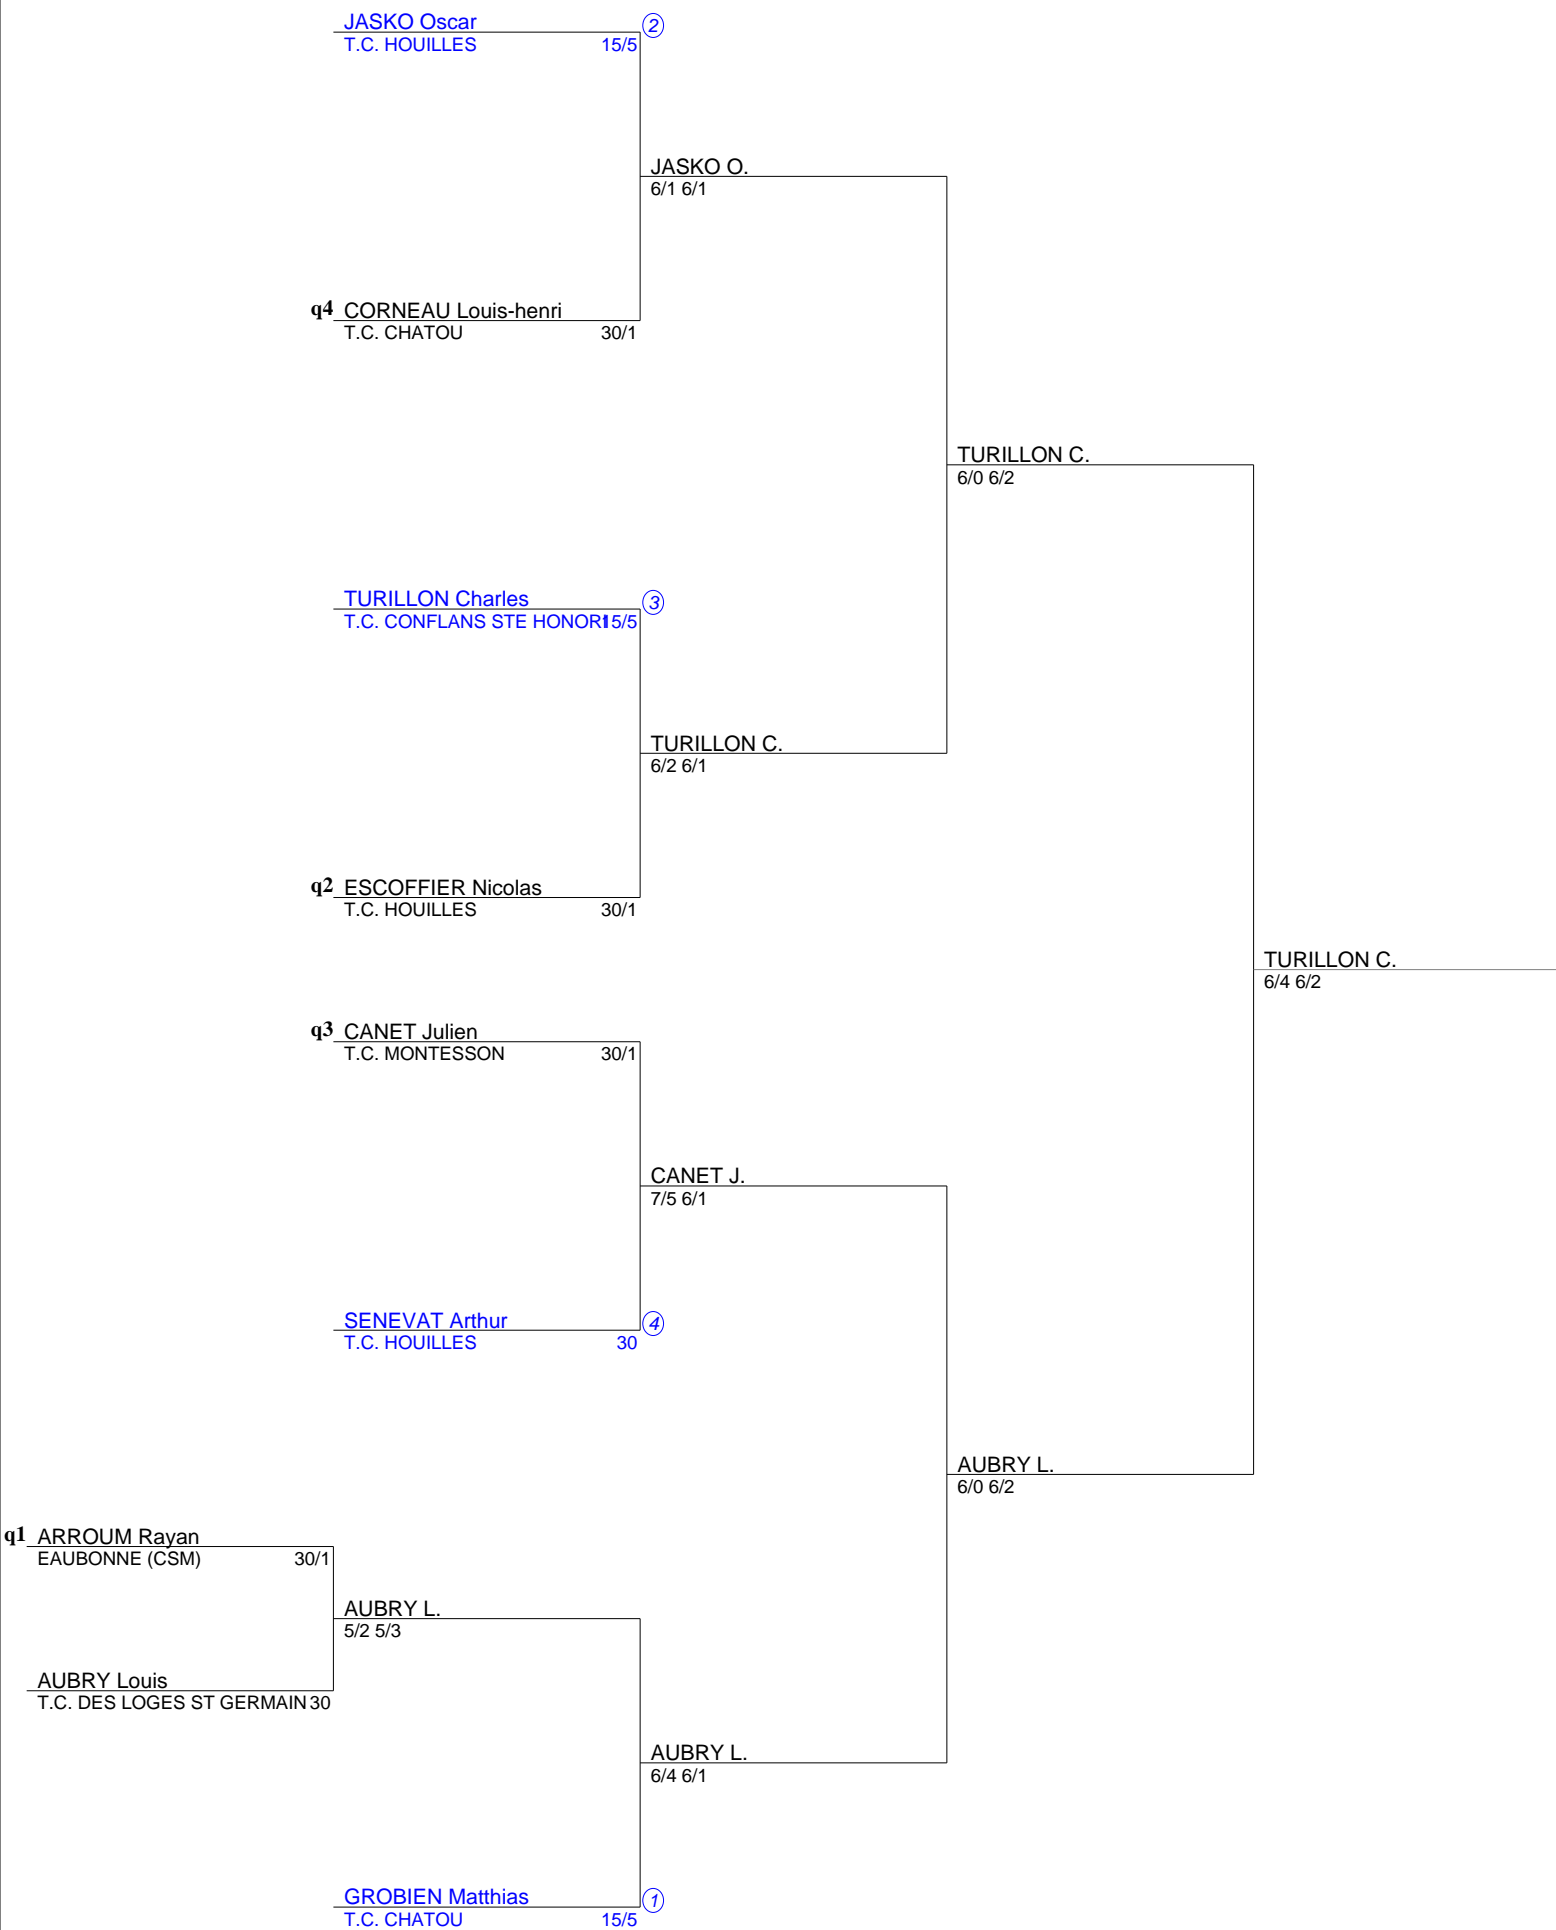 JASKO Oscar 2
T.C. HOUILLES 15/5
JASKO O.
6/1 6/1
q4 CORNEAU Louis-henri
T.C. CHATOU 30/1
TURILLON C.
6/0 6/2
TURILLON Charles 3
T.C. CONFLANS STE HONOR 15/5
TURILLON C.
6/2 6/1
q2 ESCOFFIER Nicolas
T.C. HOUILLES 30/1
TURILLON C.
6/4 6/2
q3 CANET Julien
T.C. MONTESSON 30/1
CANET J.
7/5 6/1
SENEVAT Arthur 4
T.C. HOUILLES 30
AUBRY L.
6/0 6/2
q1 ARROUM Rayan
EAUBONNE (CSM) 30/1
AUBRY L.
5/2 5/3
AUBRY Louis
T.C. DES LOGES ST GERMAIN 30
AUBRY L.
6/4 6/1
GROBIEN Matthias 1
T.C. CHATOU 15/5